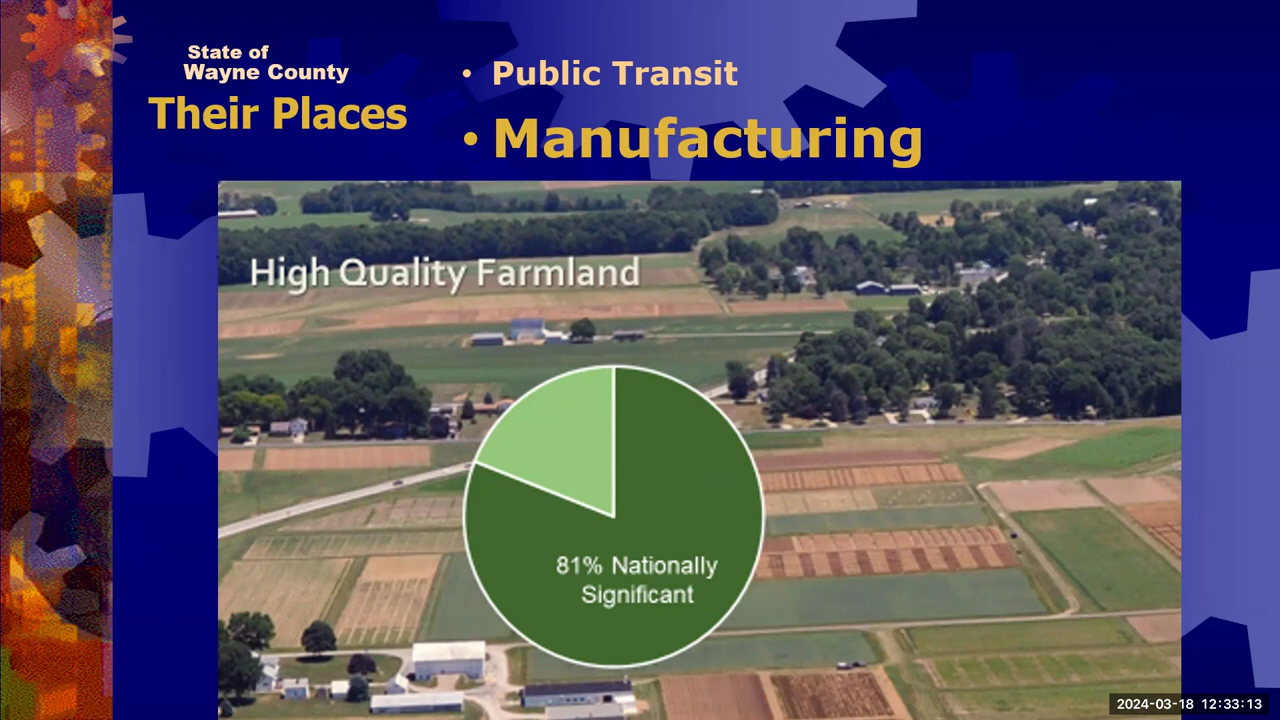 State of
Wayne County
Their Places
• Public Transit
• Manufacturing
High Quality Farmland
81% Nationally
Significant
2024-03-18 12:33:13